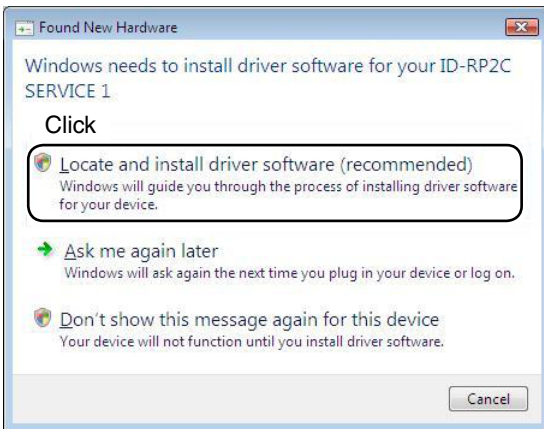 Found New Hardware
Windows needs to install driver software for your ID-RP2C
SERVICE 1
Click
Locate and install driver software (recommended)
Windows will guide you through the process of installing driver software
for your device.
Ask me again later
Windows will ask again the next time you plug in your device or log on.
Don't show this message again for this device
Your device will not function until you install driver software.
Cancel